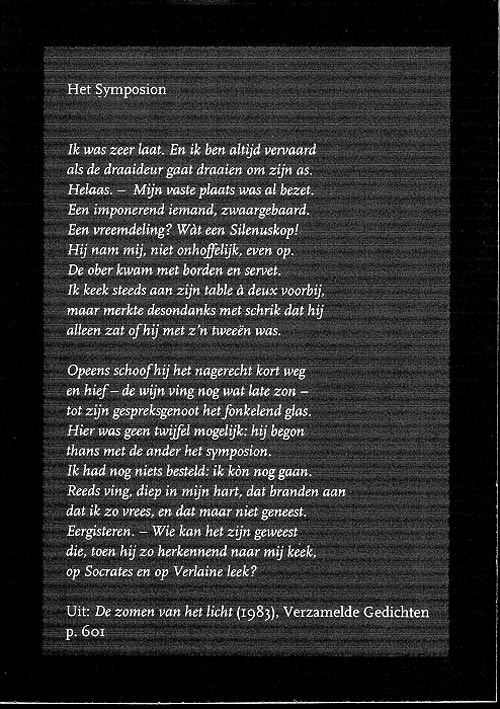 Het Symposion
Ik was zeer laat. En ik ben altijd vervaard
als de draaideur gaat draaien om zijn as.
Helaas. – Mijn vaste plaats was al bezet.
Een imponerend iemand, zwaargebaard.
Een vreemdeling? Wàt een Silenuskop!
Hij nam mij, niet onhoffelijk, even op.
De ober kwam met borden en servet.
Ik keek steeds aan zijn table à deux voorbij,
maar merkte desondanks met schrik dat hij
alleen zat of hij met z'n tweeën was.
Opeens schoof hij het nagerecht kort weg
en hief – de wijn ving nog wat late zon –
tot zijn gespreksgenoot het fonkelend glas.
Hier was geen twijfel mogelijk: hij begon
thans met de ander het symposion.
Ik had nog niets besteld: ik kòn nog gaan.
Reeds ving, diep in mijn hart, dat branden aan
dat ik zo vrees, en dat maar niet geneest.
Eergisteren. – Wie kan het zijn geweest
die, toen hij zo herkennend naar mij keek,
op Socrates en op Verlaine leek?
Uit: De zomen van het licht (1983), Verzamelde Gedichten
p. 601